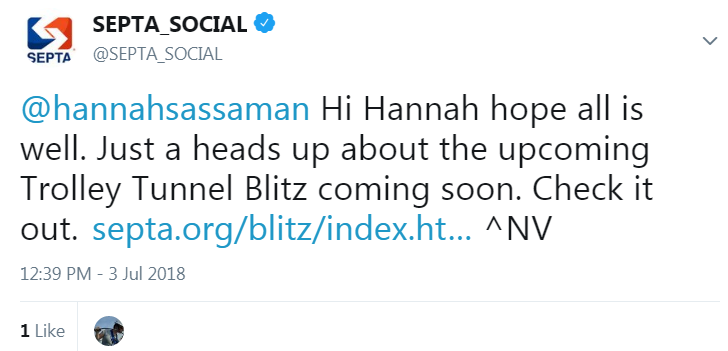 SEPTA_SOCIAL
SEPTA
@SEPTA_SOCIAL
@hannahsassaman Hi Hannah hope all is
well. Just a heads up about the upcoming
Trolley Tunnel Blitz coming soon. Check it
out. septa.org/blitz/index.ht... ^NV
12:39 PM - 3 Jul 2018
1 Like